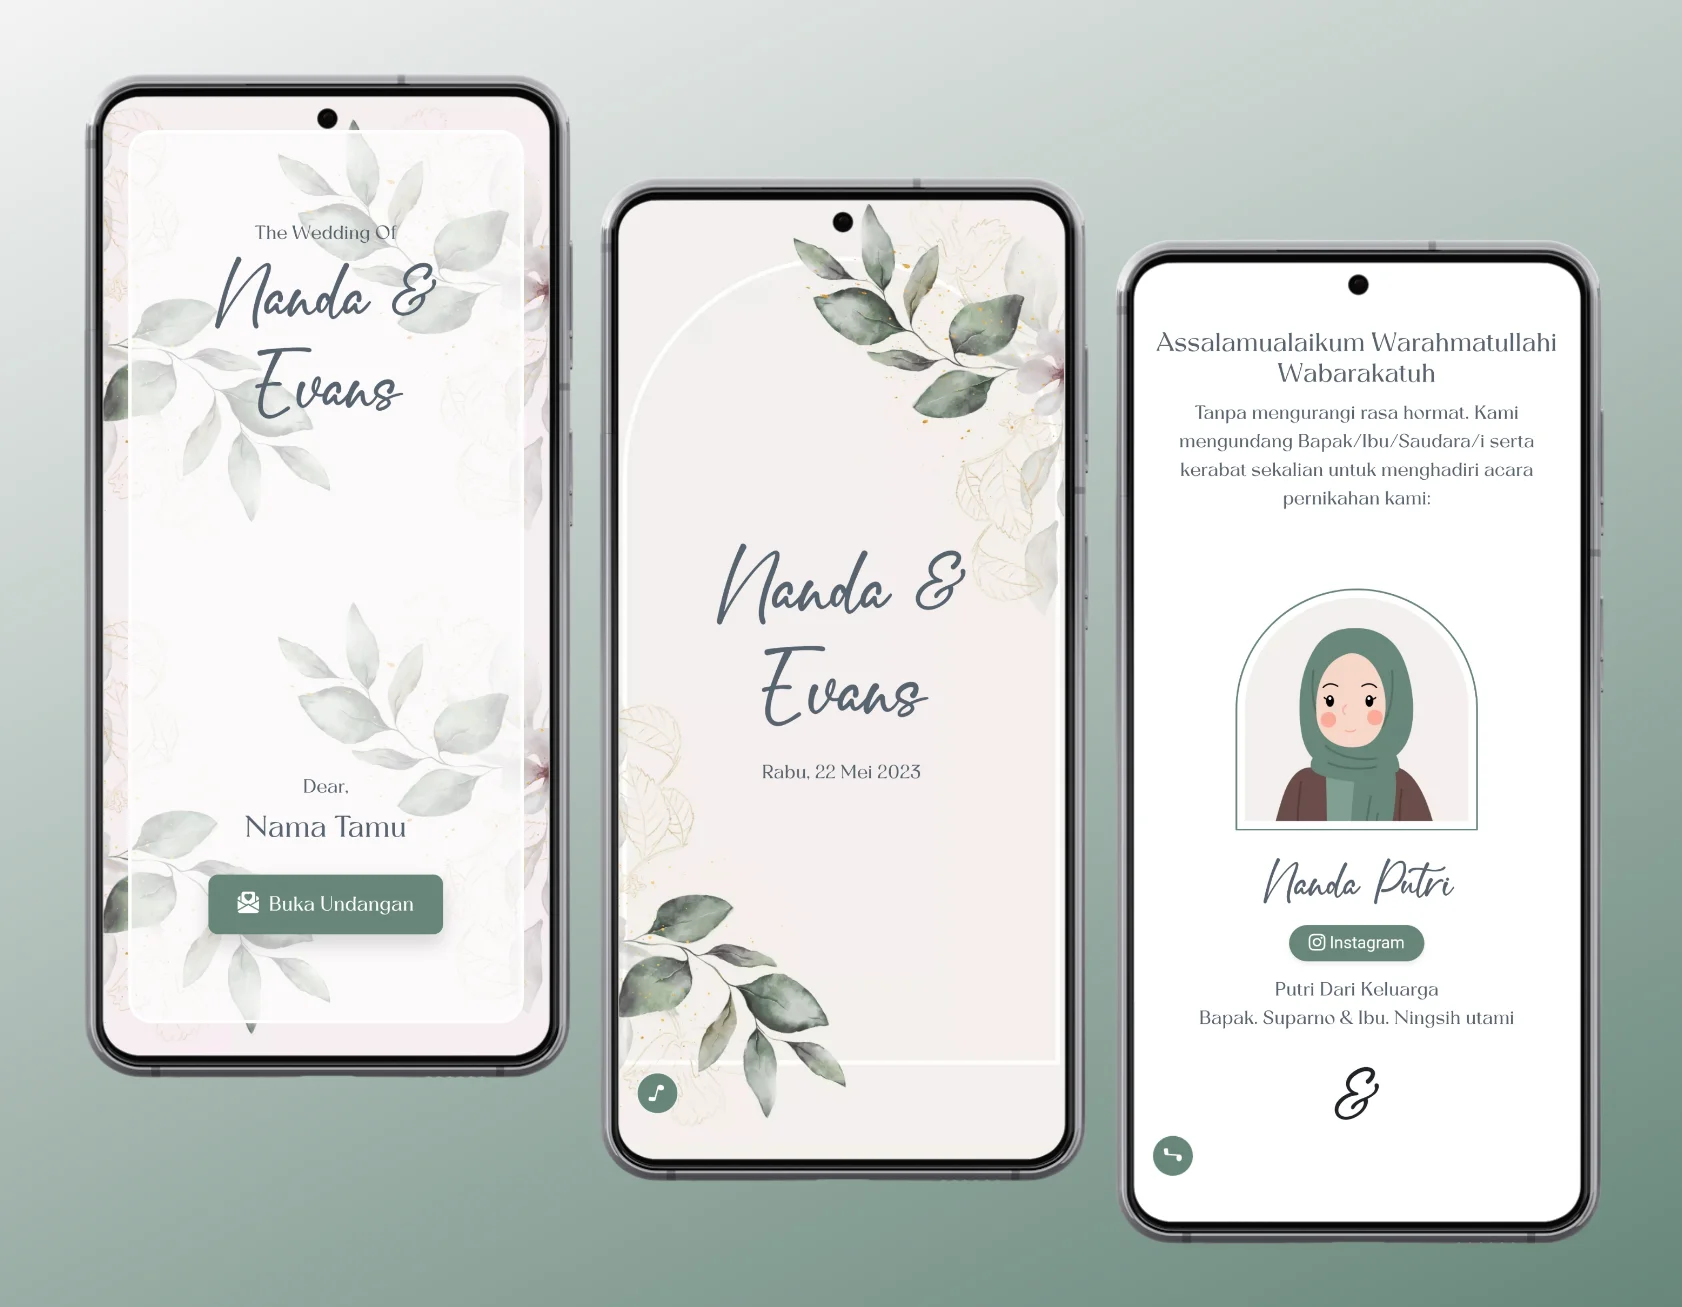 The Wedding Of
Nanda &
Evans
Dear,
Nama Tamu
Buka Undangan
Nanda &
Evans
Rabu, 22 Mei 2023
Assalamualaikum Warahmatullahi
Wabarakatuh
Tanpa mengurangi rasa hormat. Kami
mengundang Bapak/Ibu/Saudara/i serta
kerabat sekalian untuk menghadiri acara
pernikahan kami:
Nanda Putri
Instagram
Putri Dari Keluarga
Bapak. Suparno & Ibu. Ningsih utami
&